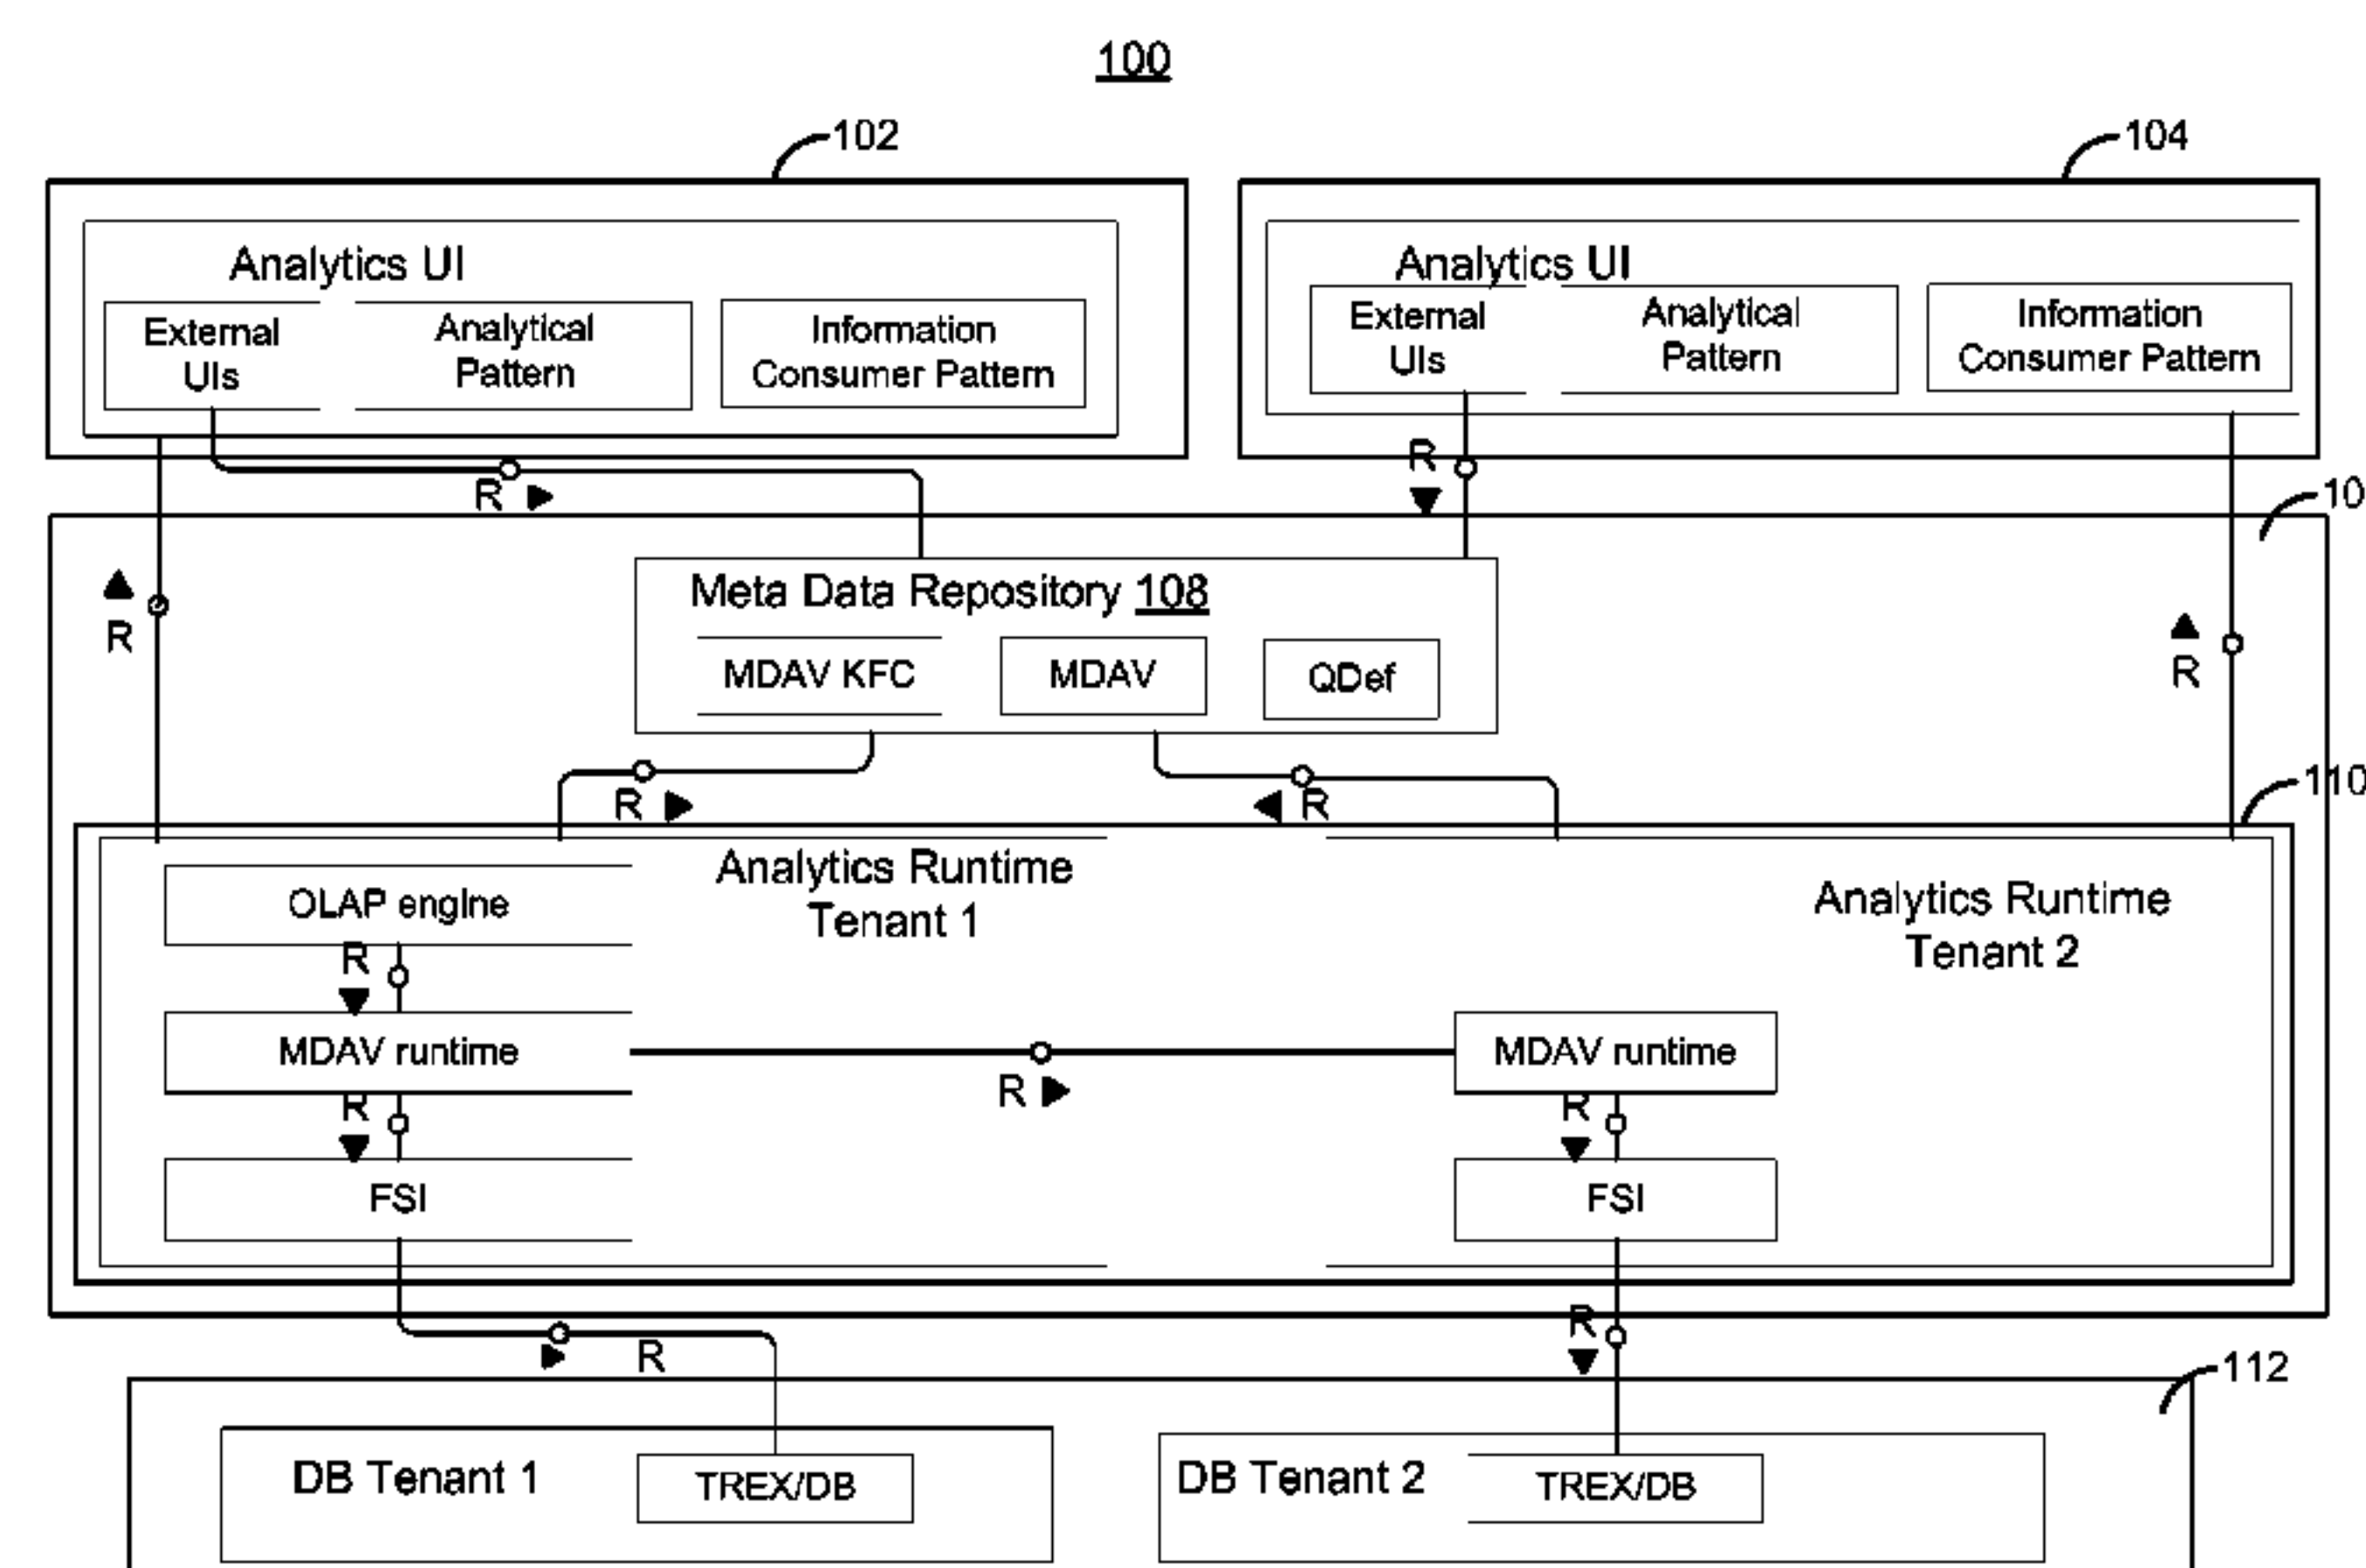 100
102
104
Analytics UI
Analytics UI
External
UIs
Analytical
Pattern
Information
Consumer Pattern
External
UIs
Analytical
Pattern
Information
Consumer Pattern
R
R
10
Meta Data Repository 108
MDAV KFC
MDAV
QDef
R
R
R
R
110
Analytics Runtime
Tenant 1
Analytics Runtime
Tenant 2
OLAP engine
R
MDAV runtime
R
MDAV runtime
R
R
FSI
FSI
R
R
112
DB Tenant 1
TREX/DB
DB Tenant 2
TREX/DB